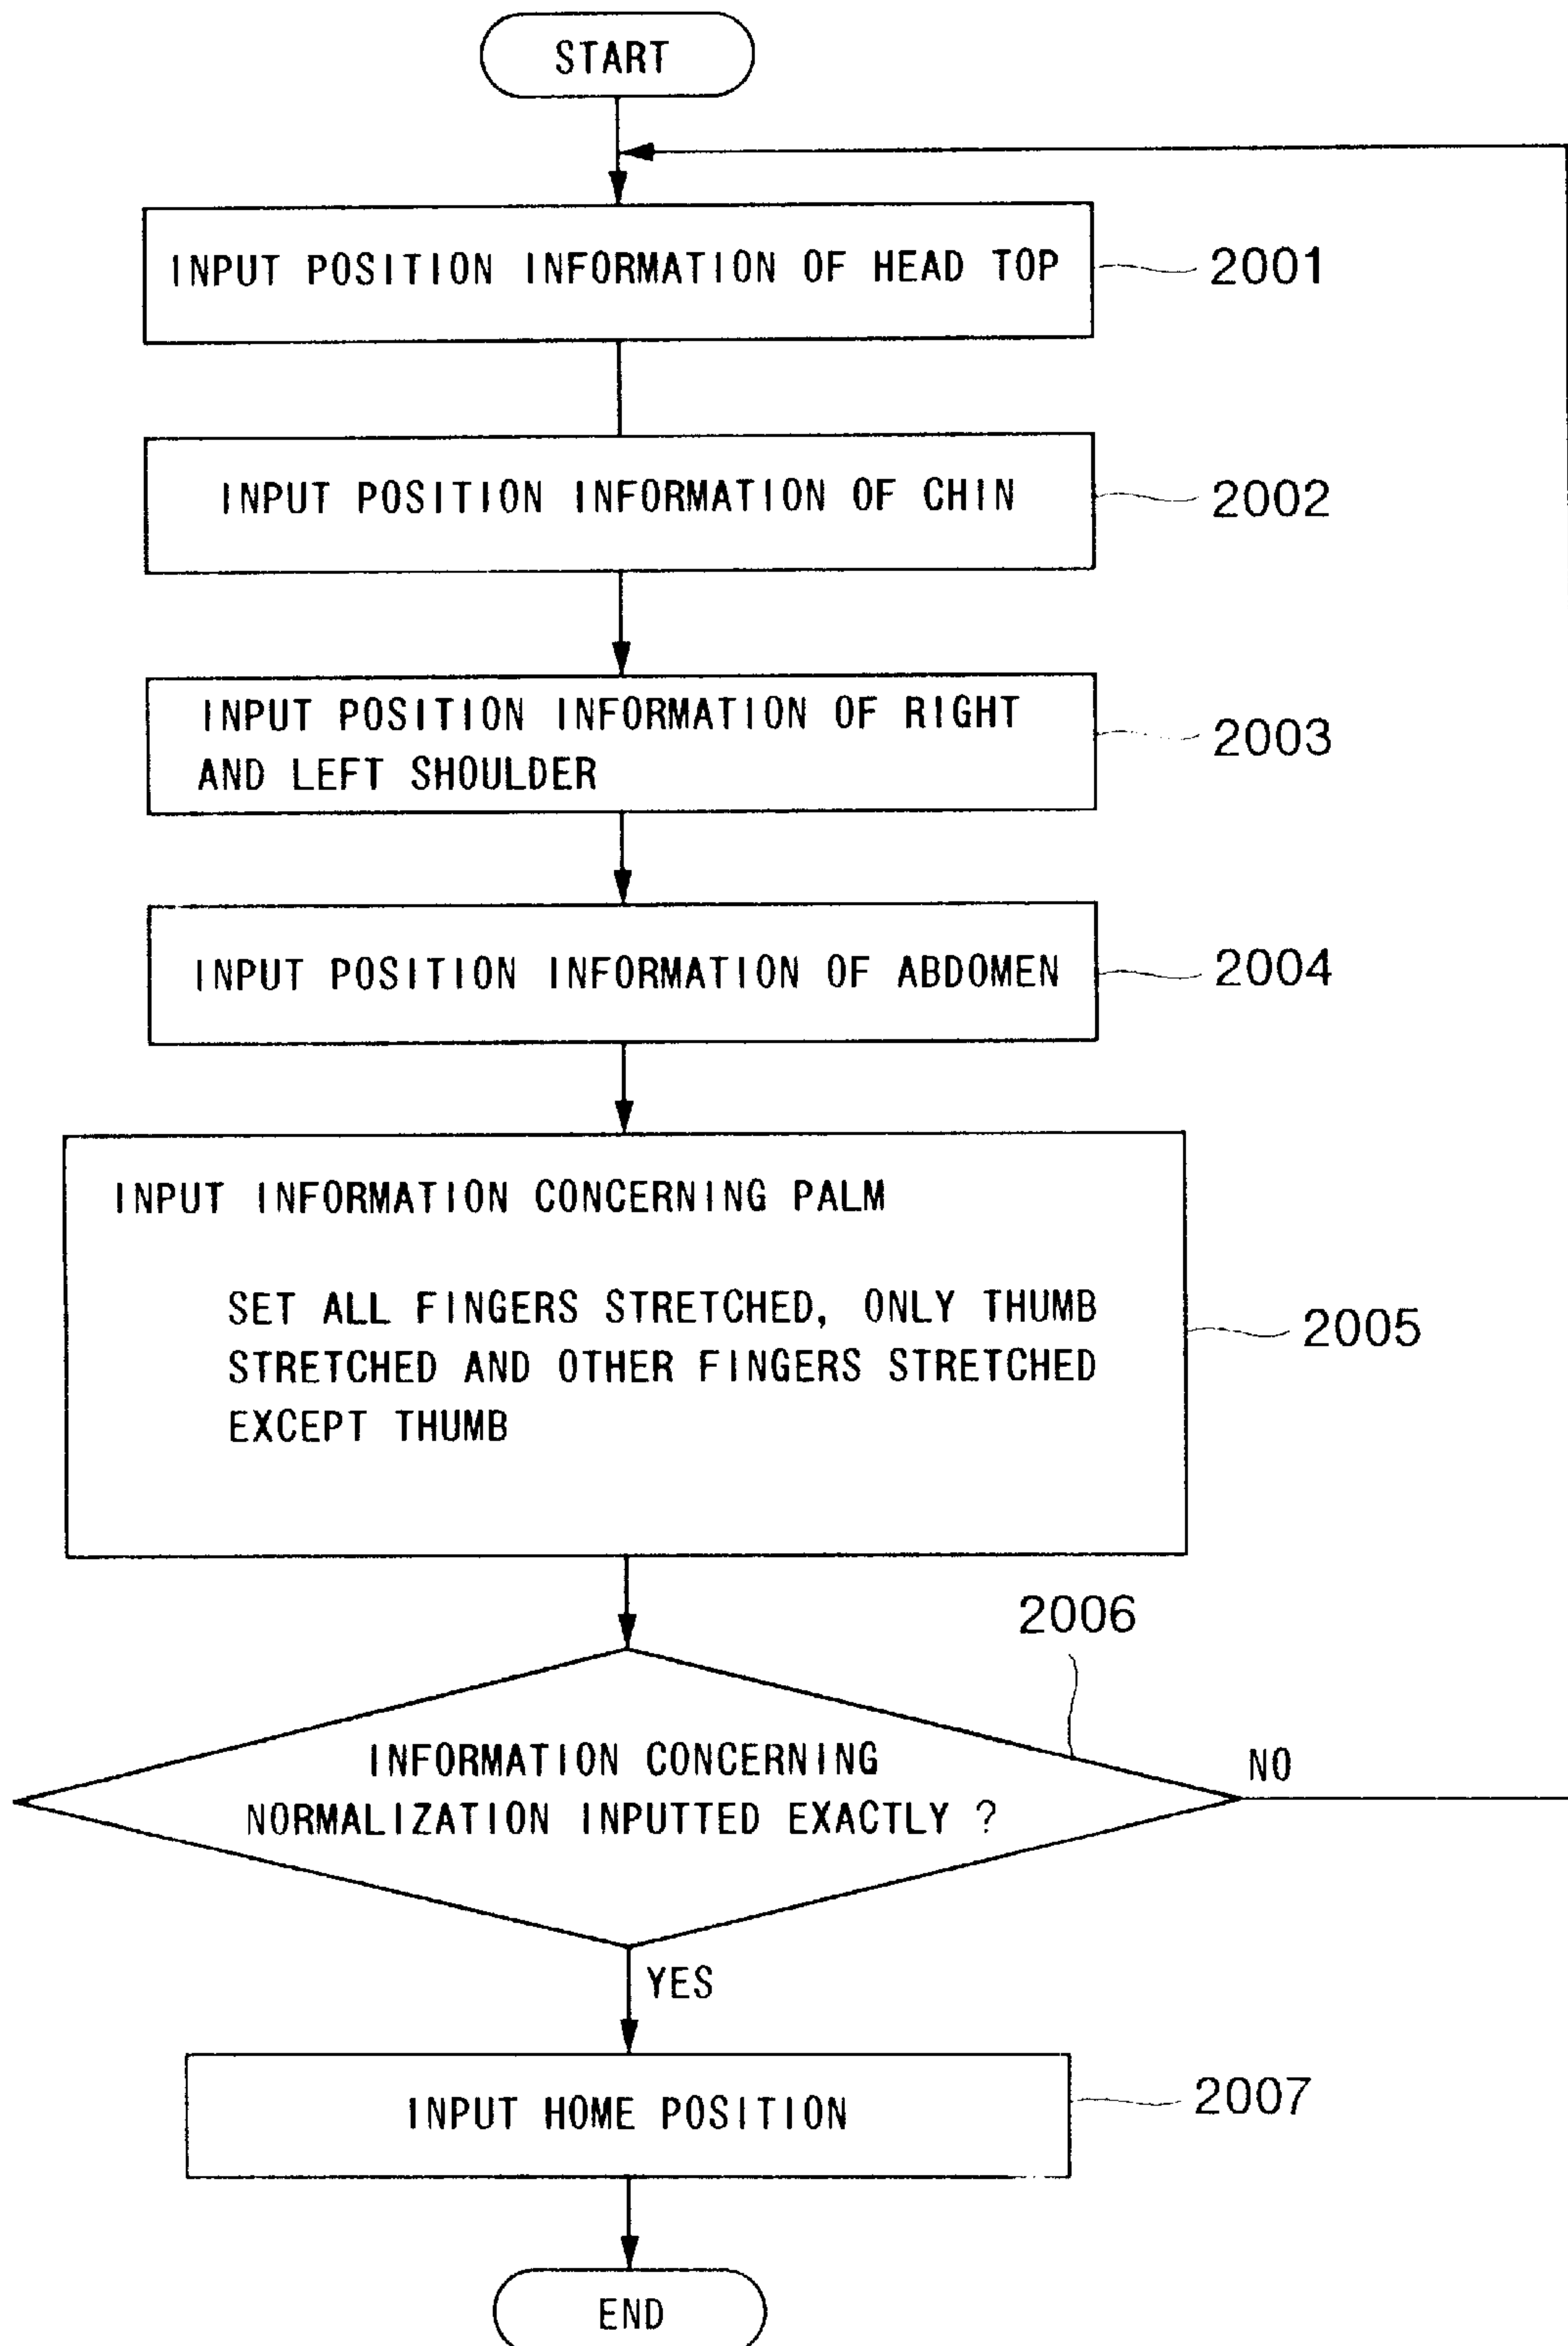 START
INPUT POSITION INFORMATION OF HEAD TOP
2001
INPUT POSITION INFORMATION OF CHIN
2002
INPUT POSITION INFORMATION OF RIGHT
AND LEFT SHOULDER
2003
INPUT POSITION INFORMATION OF ABDOMEN
2004
INPUT INFORMATION CONCERNING PALM
SET ALL FINGERS STRETCHED, ONLY THUMB
STRETCHED AND OTHER FINGERS STRETCHED
EXCEPT THUMB
2005
2006
INFORMATION CONCERNING
NORMALIZATION INPUTTED EXACTLY ?
NO
YES
INPUT HOME POSITION
2007
END